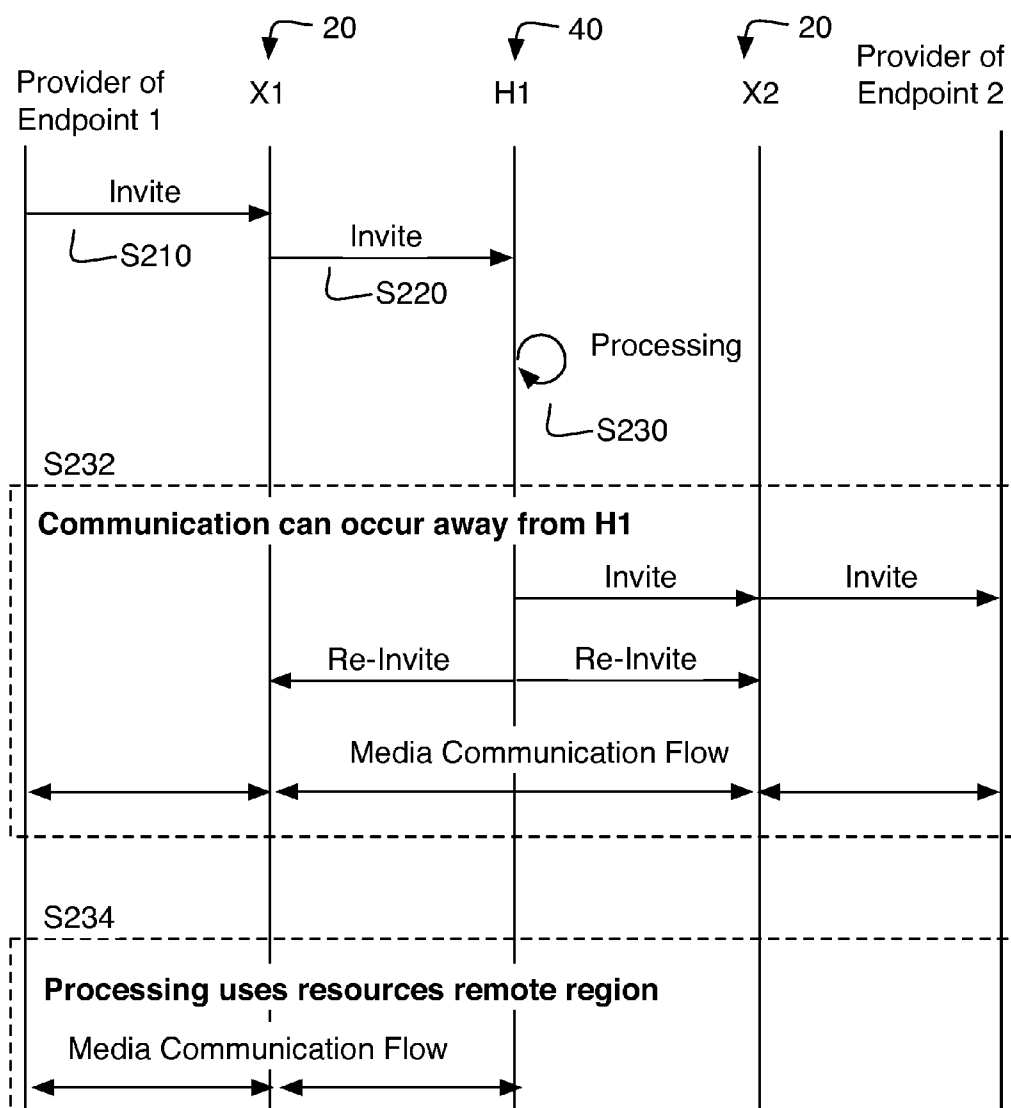 20
40
20
Provider of
Endpoint 1
X1
H1
X2
Provider of
Endpoint 2
Invite
S210
Invite
S220
Processing
S230
S232
Communication can occur away from H1
Invite
Invite
Re-Invite
Re-Invite
Media Communication Flow
S234
Processing uses resources remote region
Media Communication Flow